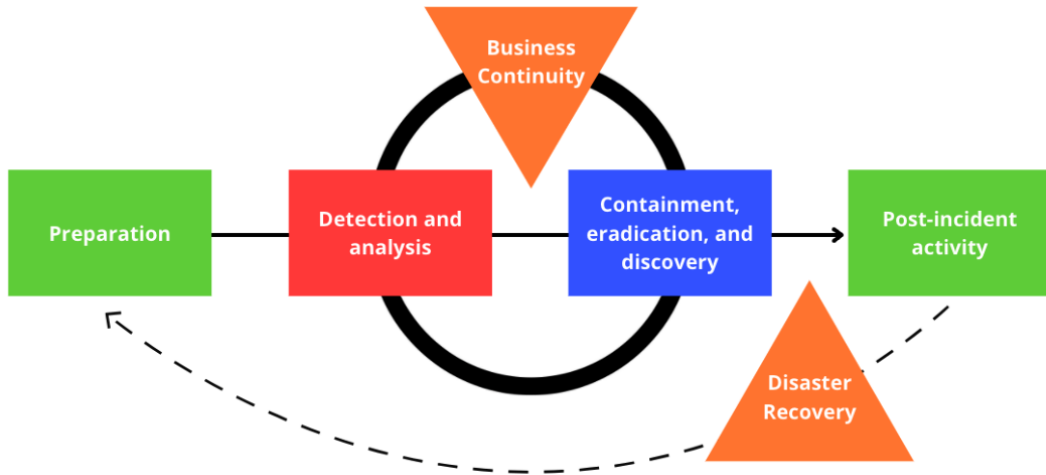 Business
Continuity
Preparation
Detection and
analysis
Containment,
eradication, and
discovery
Post-incident
activity
Disaster
Recovery